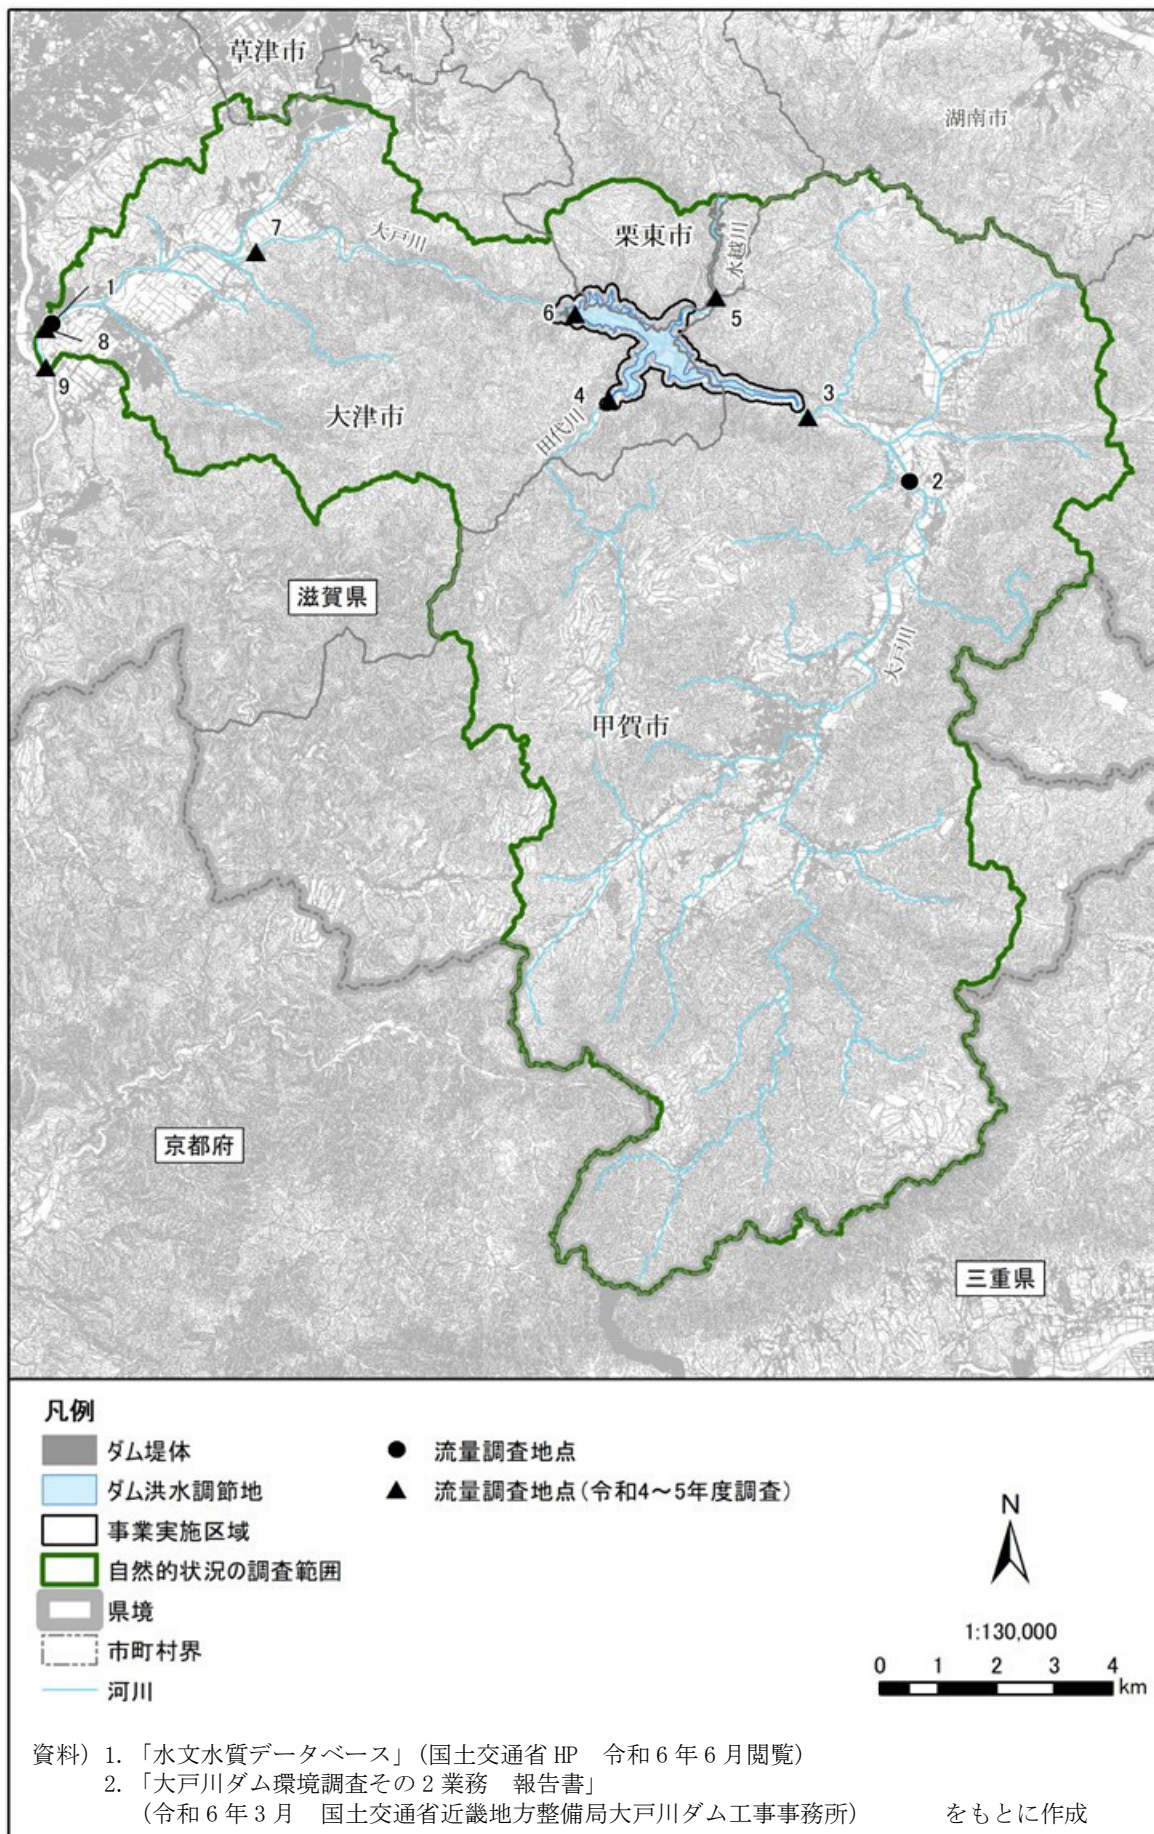 草津市
湖南市
栗東市
水越川
大戸川
7
1
8
9
6
5
4
3
2
大津市
田代川
滋賀県
大戸川
甲賀市
京都府
三重県
凡例
ダム堤体
ダム洪水調節地
事業実施区域
自然的状況の調査範囲
県境
市町村界
河川
流量調査地点
流量調査地点(令和4~5年度調査)
N
1:130,000
0 1 2 3 4
km
資料) 1. 「水文水質データベース」(国土交通省 HP 令和 6 年 6 月閲覧)
2. 「大戸川ダム環境調査その 2 業務 報告書」
(令和 6 年 3 月 国土交通省近畿地方整備局大戸川ダム工事事務所) をもとに作成